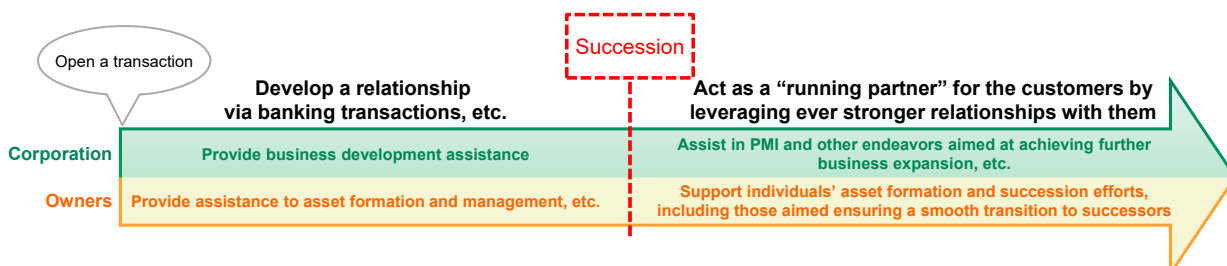 Open a transaction
Succession
Develop a relationship
via banking transactions, etc.
Act as a “running partner” for the customers by
leveraging ever stronger relationships with them
Corporation
Provide business development assistance
Assist in PMI and other endeavors aimed at achieving further
business expansion, etc.
Owners
Provide assistance to asset formation and management, etc.
Support individuals’ asset formation and succession efforts,
including those aimed ensuring a smooth transition to successors